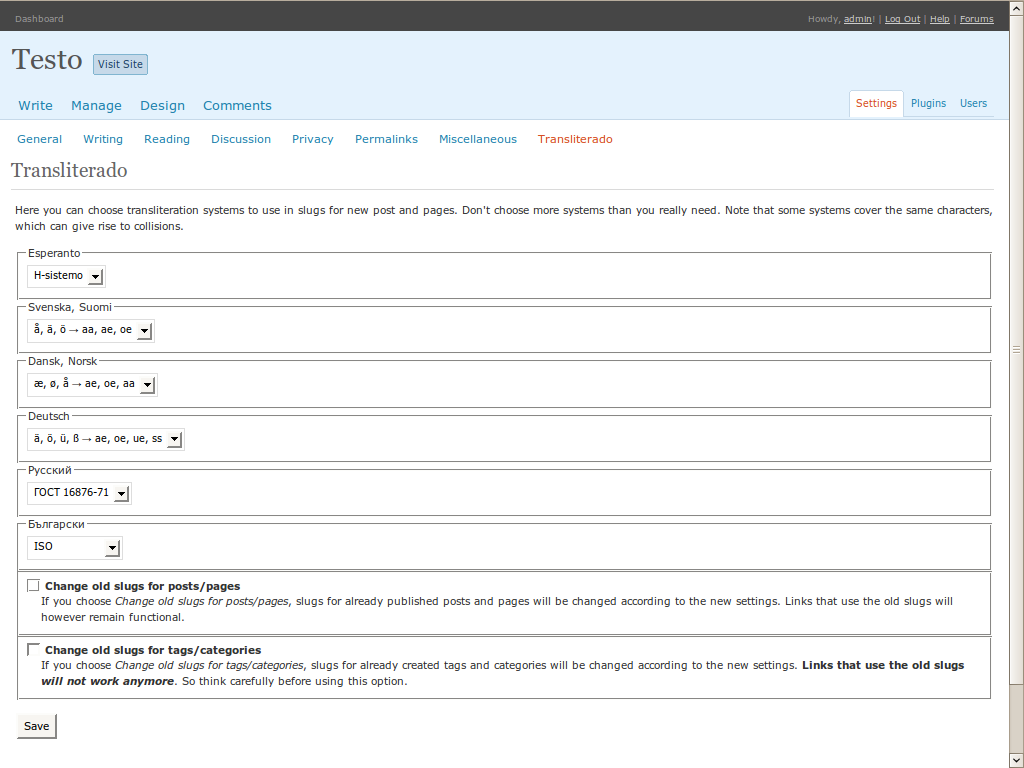 Dashboard
Howdy, admin! | Log Out | Help | Forums
Testo
Visit Site
Write Manage Design Comments
Settings Plugins Users
General Writing Reading Discussion Privacy Permalinks Miscellaneous Transliterado
Transliterado
Here you can choose transliteration systems to use in slugs for new post and pages. Don't choose more systems than you really need. Note that some systems cover the same characters,
which can give rise to collisions.
Esperanto
H-sistemo
Svenska, Suomi
å, ä, ö → aa, ae, oe
Dansk, Norsk
æ, ø, å → ae, oe, aa
Deutsch
ä, ö, ü, ß → ae, oe, ue, ss
Русский
ГОСТ 16876-71
Български
ISO
Change old slugs for posts/pages
If you choose Change old slugs for posts/pages, slugs for already published posts and pages will be changed according to the new settings. Links that use the old slugs will
however remain functional.
Change old slugs for tags/categories
If you choose Change old slugs for tags/categories, slugs for already created tags and categories will be changed according to the new settings. Links that use the old slugs
will not work anymore. So think carefully before using this option.
Save